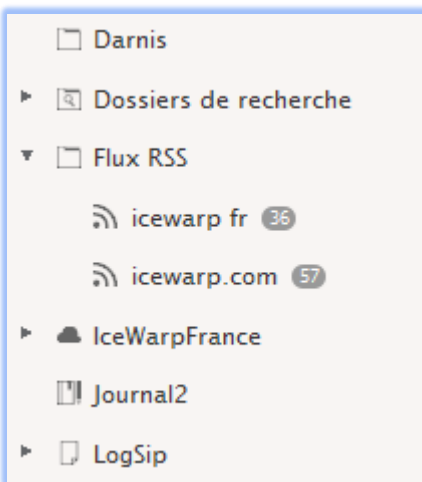 Darnis
Dossiers de recherche
Flux RSS
icewarp fr 36
icewarp.com 57
IceWarpFrance
Journal2
LogSip